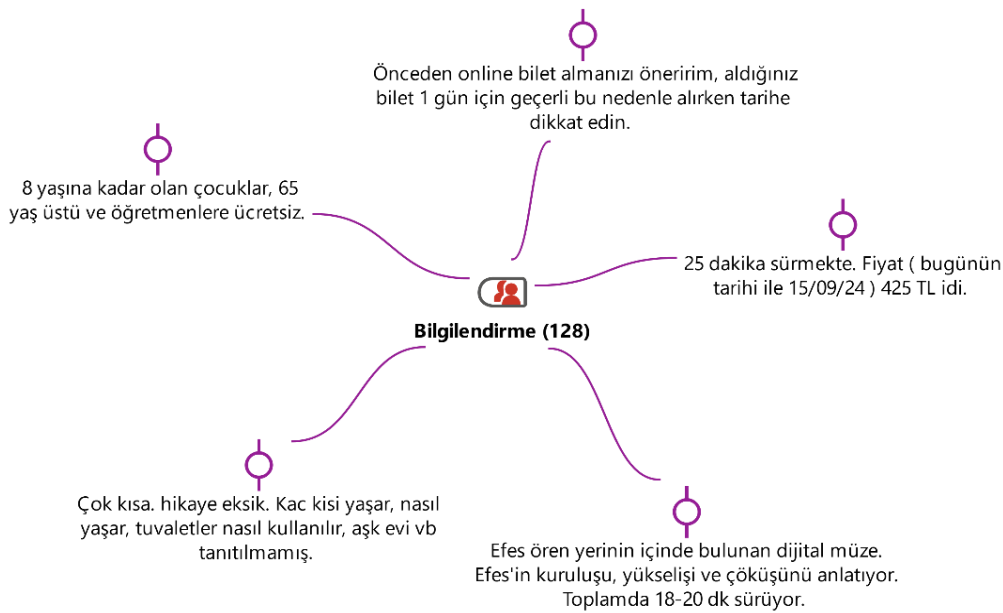 Önceden online bilet almanızı öneririm, aldığınız
bilet 1 gün için geçerli bu nedenle alırken tarihe
dikkat edin.
8 yaşına kadar olan çocuklar, 65
yaş üstü ve öğretmenlere ücretsiz.
25 dakika sürmekte. Fiyat ( bugünün
tarihi ile 15/09/24 ) 425 TL idi.
Bilgilendirme (128)
Çok kısa. hikaye eksik. Kac kisi yaşar, nasıl
yaşar, tuvaletler nasıl kullanılır, aşk evi vb
tanıtılmamış.
Efes ören yerinin içinde bulunan dijital müze.
Efes'in kuruluşu, yükselişi ve çöküşünü anlatıyor.
Toplamda 18-20 dk sürüyor.